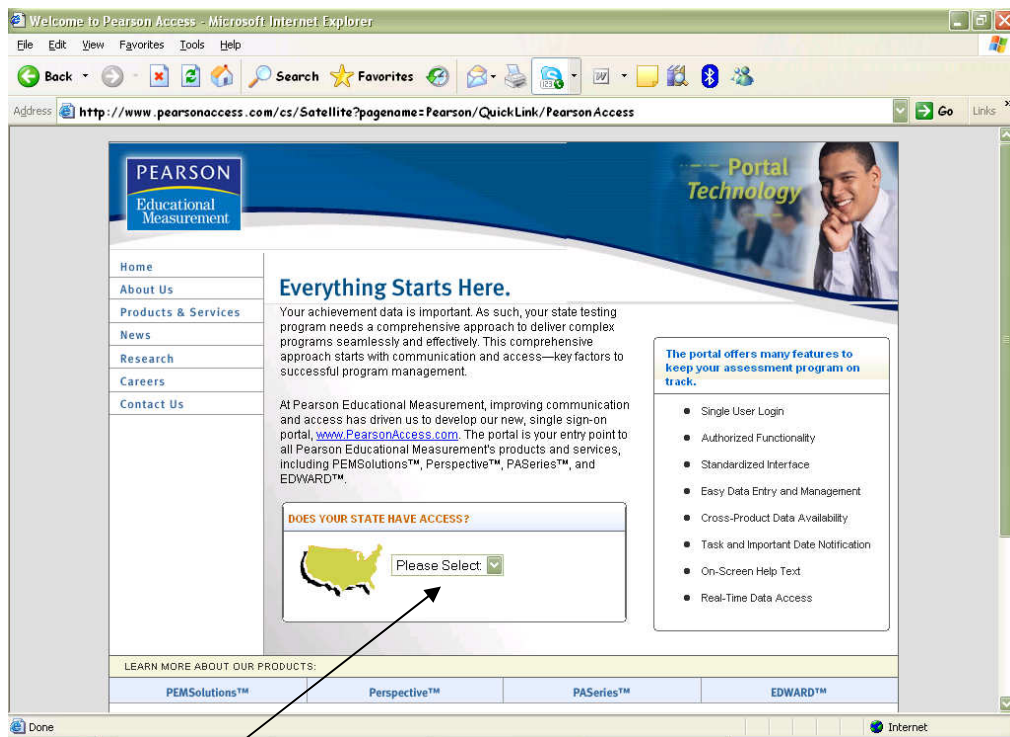 Welcome to Pearson Access - Microsoft Internet Explorer
File Edit View Favorites Tools Help
Back Search Favorites
Address http://www.pearsonaccess.com/cs/Satellite?pagename=Pearson/QuickLink/PearsonAccess Go Links »
PEARSON
Educational
Measurement
Portal
Technology
Home
About Us
Products & Services
News
Research
Careers
Contact Us
Everything Starts Here.
Your achievement data is important. As
such, your state testing
program needs a comprehensive approach to deliver complex
programs seamlessly and effectively. This comprehensive
approach starts with communication and access—key factors to
successful program management.
At Pearson Educational Measurement, improving communication
and access has driven us to develop our new, single sign-on
portal, www.PearsonAccess.com. The portal is your entry point to
all Pearson Educational Measurement's products and services,
including PEMSolutions™, Perspective™, PASeries™, and
EDWARD™.
DOES YOUR STATE HAVE ACCESS?
Please Select:
The portal offers many features to
keep your assessment program on
track.
• Single User Login
• Authorized Functionality
• Standardized Interface
• Easy Data Entry and Management
• Cross-Product Data Availability
• Task and Important Date Notification
• On-Screen Help Text
• Real-Time Data Access
LEARN MORE ABOUT OUR PRODUCTS:
PEMSolutions™ Perspective™ PASeries™ EDWARD™
Done Internet